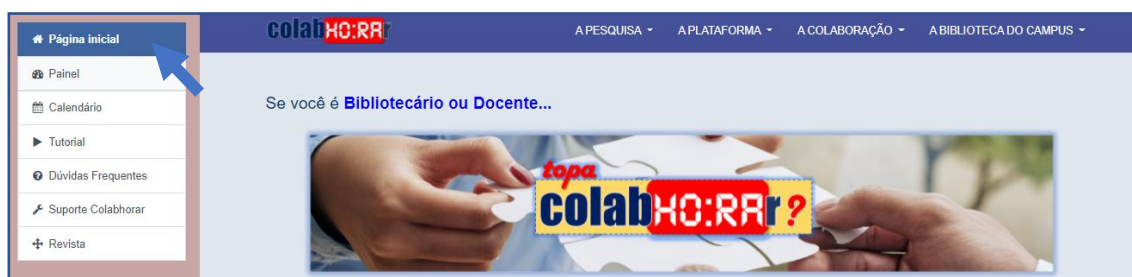 Página inicial
Painel
Calendário
Tutorial
Dúvidas Frequentes
Suporte Colabhorar
Revista
colabHO:RAr
A PESQUISA
A PLATAFORMA
A COLABORAÇÃO
A BIBLIOTECA DO CAMPUS
Se você é Bibliotecário ou Docente...
topa
colabHO:RAr?